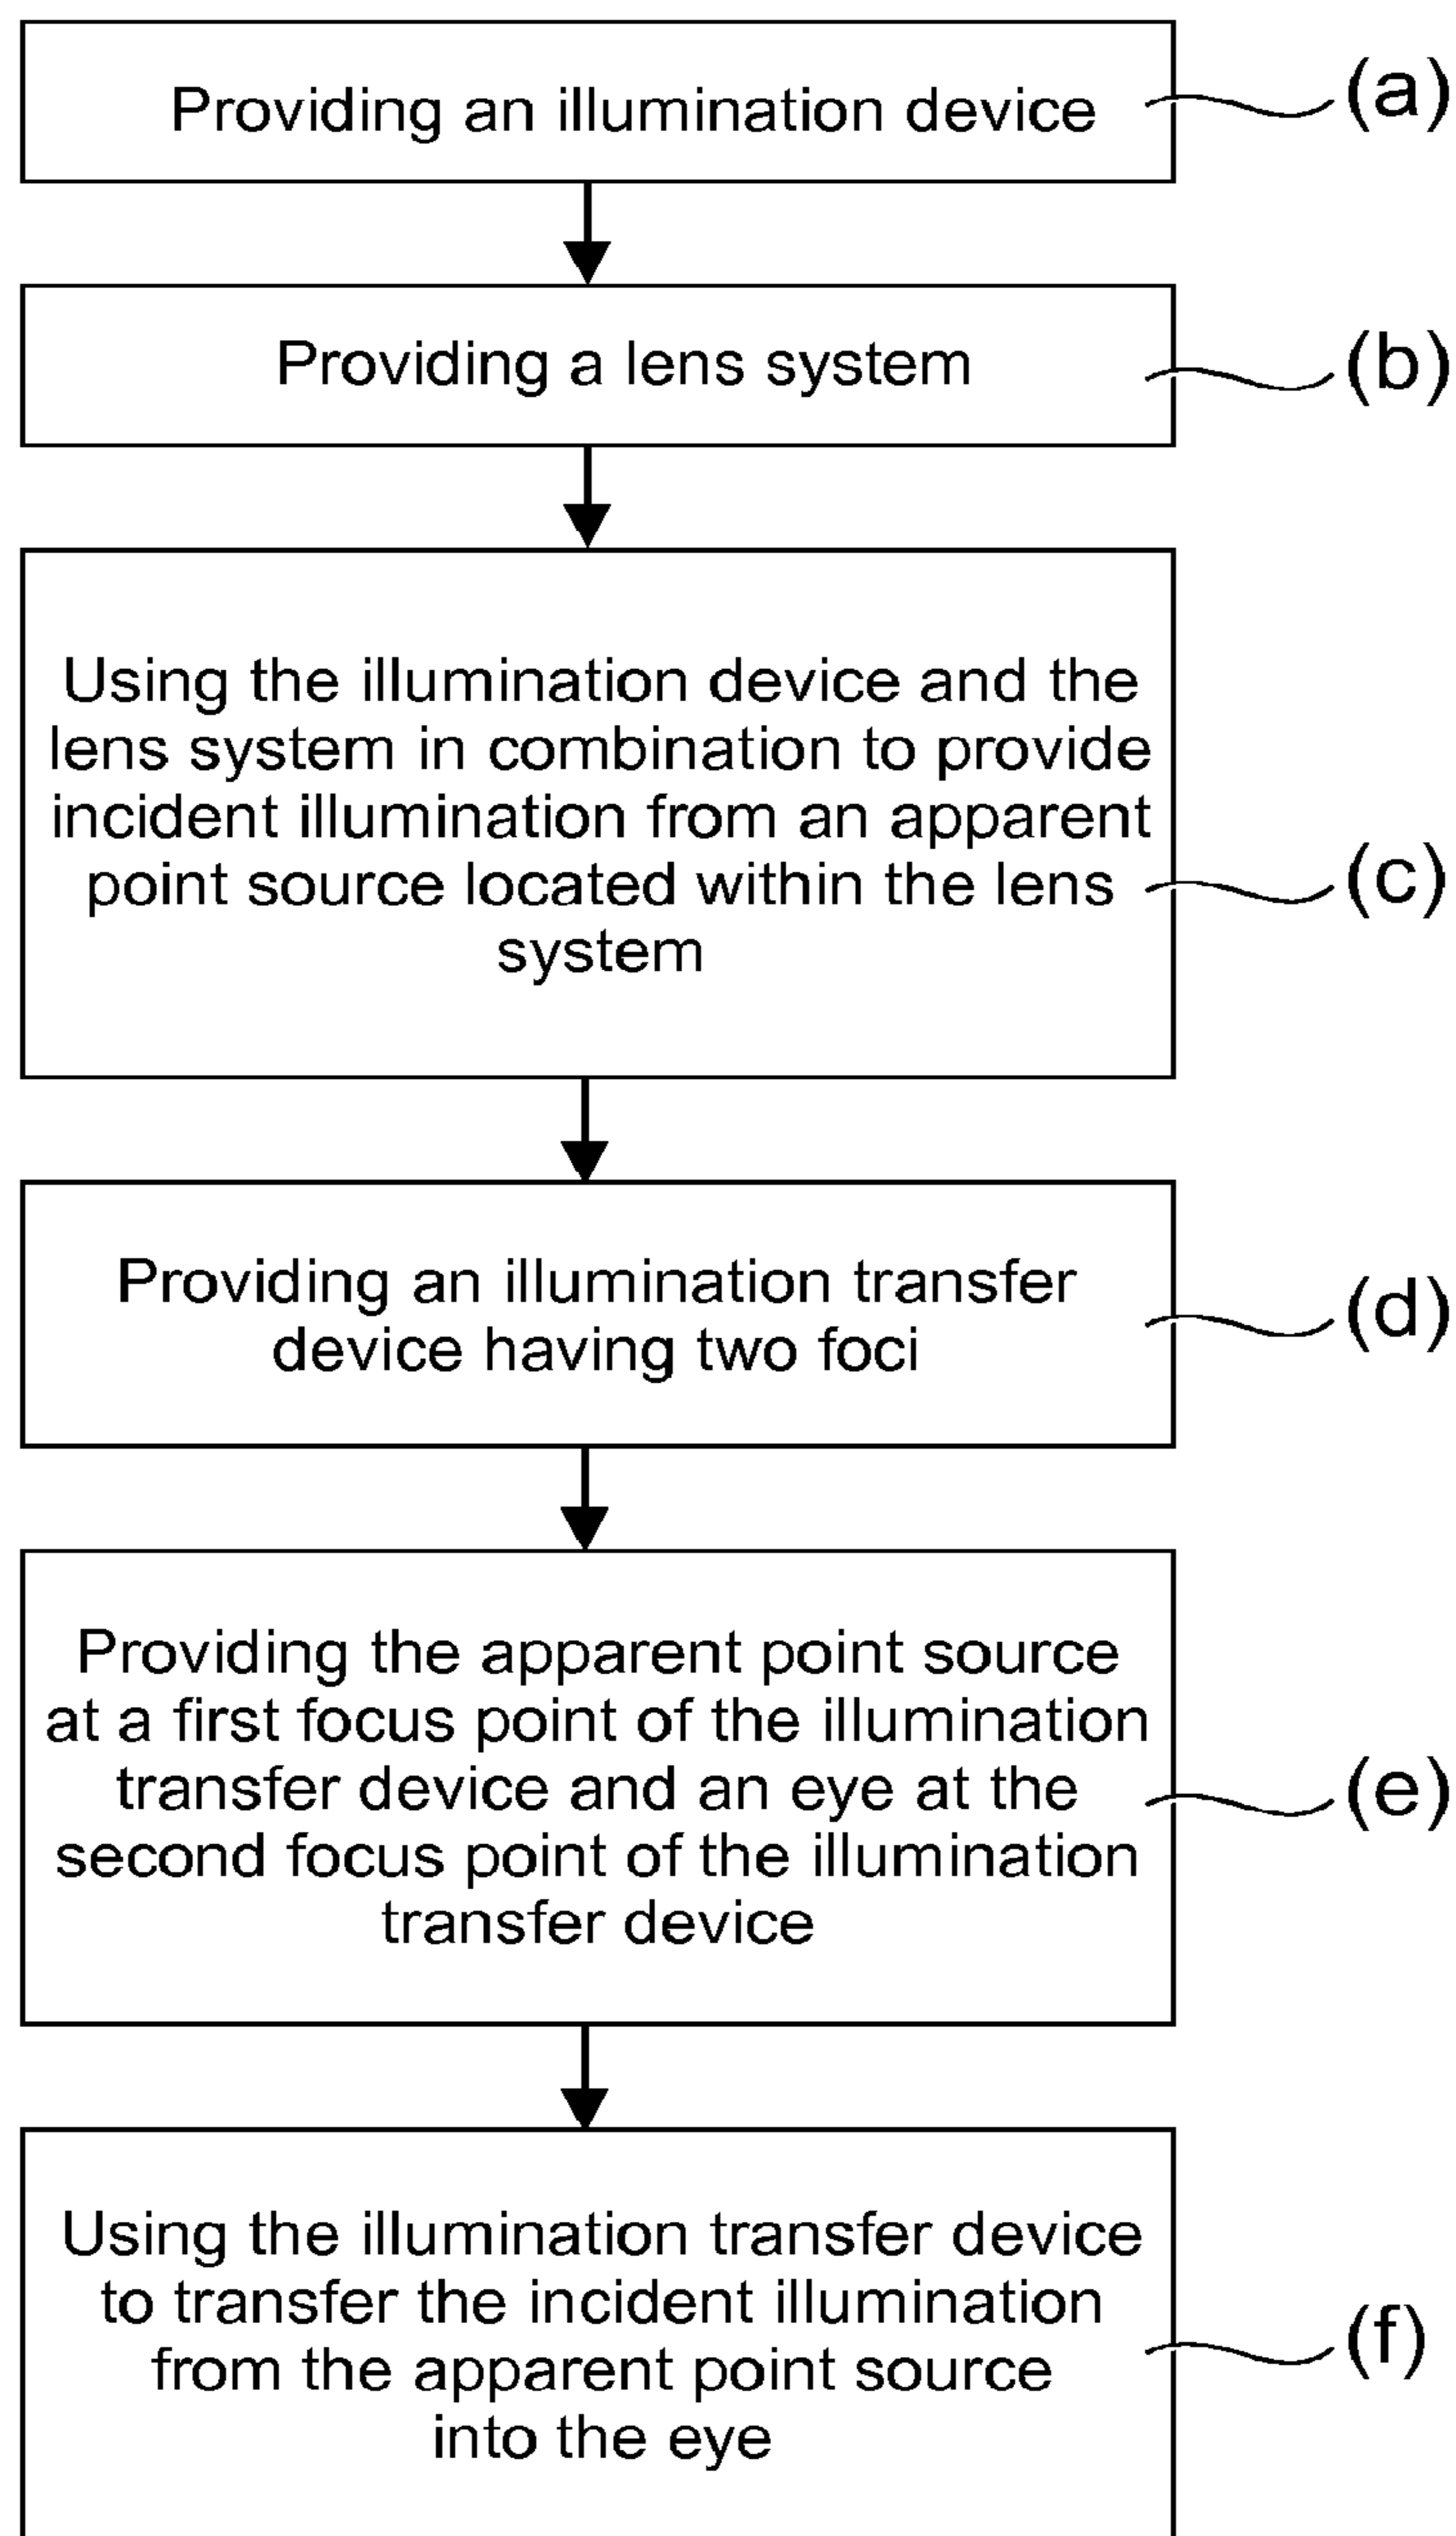 Providing an illumination device
(a)
Providing a lens system
(b)
Using the illumination device and the
lens system in combination to provide
incident illumination from an apparent
point source located within the lens
system
(c)
Providing an illumination transfer
device having two foci
(d)
Providing the apparent point source
at a first focus point of the illumination
transfer device and an eye at the
second focus point of the illumination
transfer device
(e)
Using the illumination transfer device
to transfer the incident illumination
from the apparent point source
into the eye
(f)